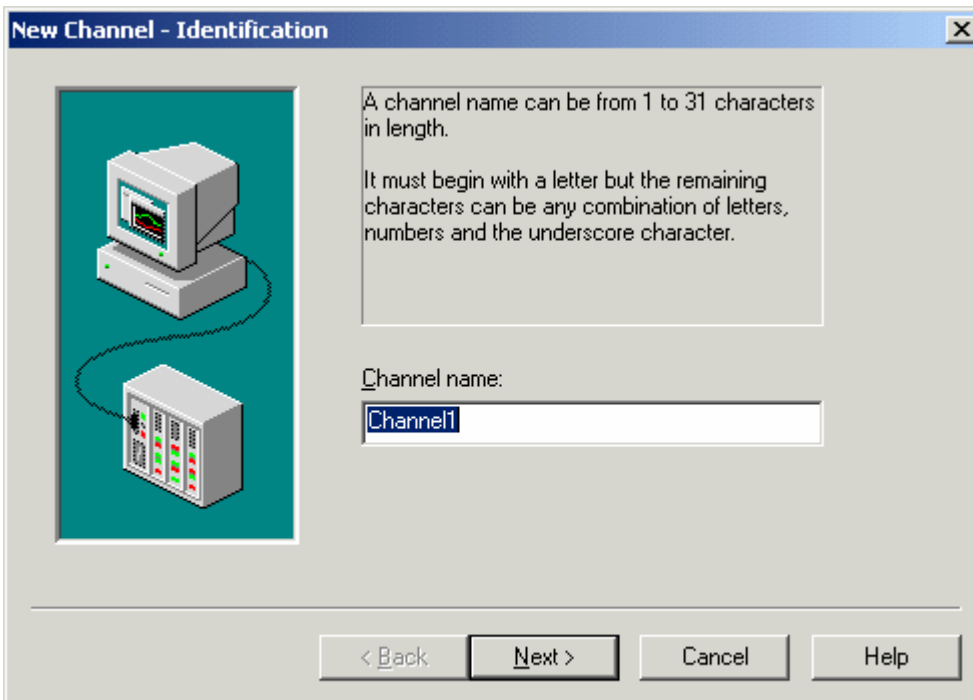 New Channel - Identification
A channel name can be from 1 to 31 characters
in length.
It must begin with a letter but the remaining
characters can be any combination of letters,
numbers and the underscore character.
Channel name:
Channel1
< Back
Next >
Cancel
Help